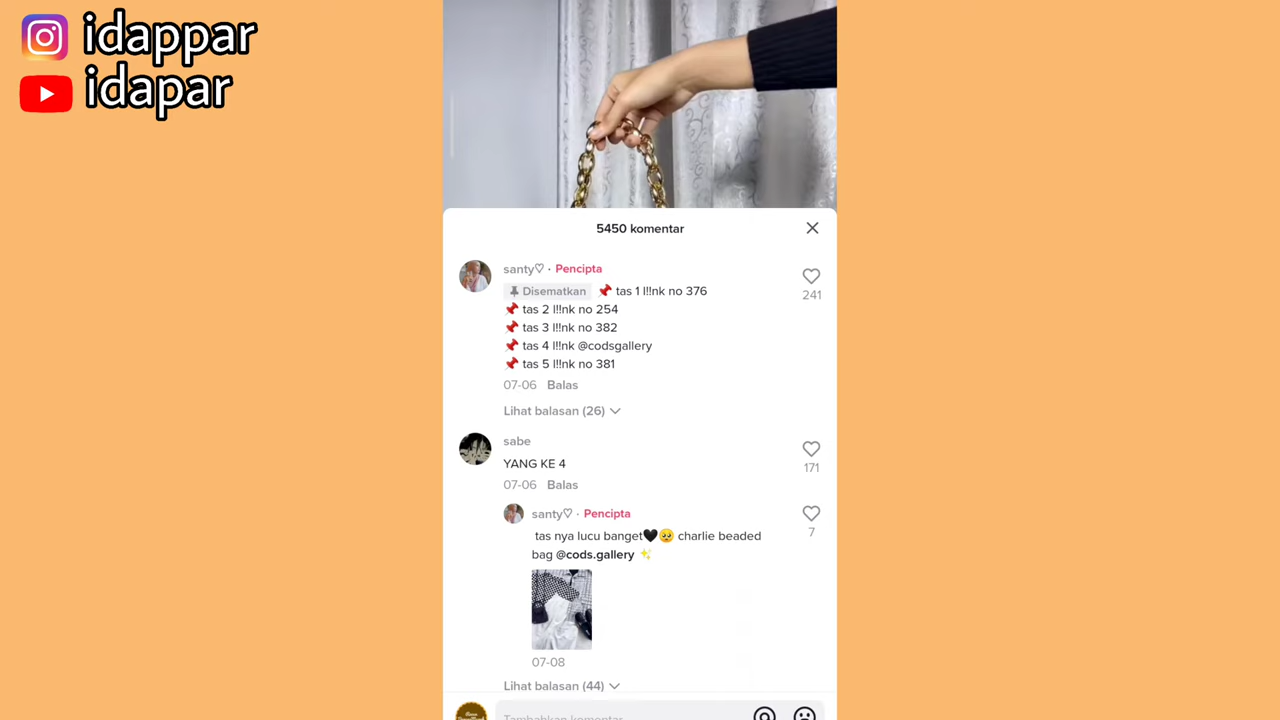 idappar
idapar
5450 komentar
santy♡ · Pencipta
Disematkan 📌 tas 1 l!!nk no 376
📌 tas 2 l!!nk no 254
📌 tas 3 l!!nk no 382
📌 tas 4 l!!nk @codsgallery
📌 tas 5 l!!nk no 381
07-06 Balas
241
Lihat balasan (26)
sabe
YANG KE 4
07-06 Balas
171
santy♡ · Pencipta
tas nya lucu banget🖤🥺 charlie beaded
bag @cods.gallery ✨
7
07-08
Lihat balasan (44)
Tambahkan komentar...